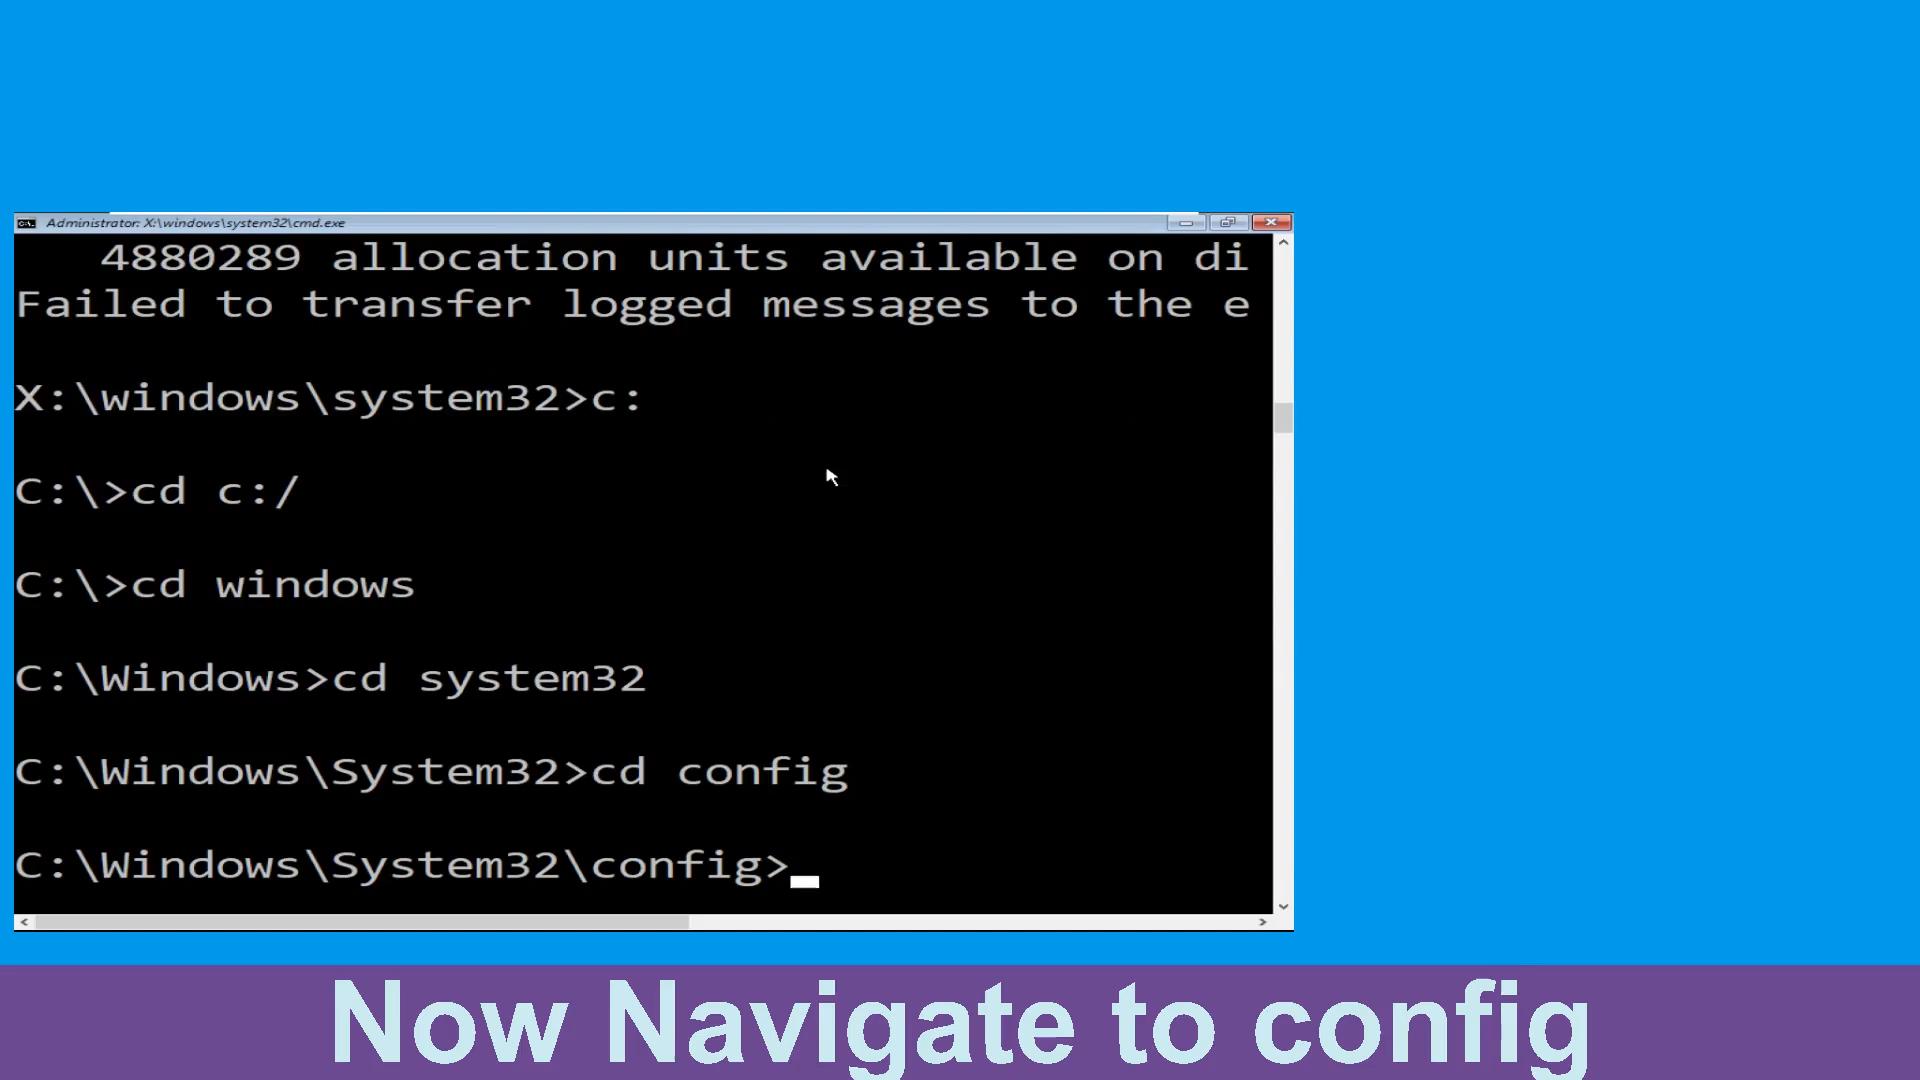 Administrator: X:\windows\system32\cmd.exe
4880289 allocation units available on di
Failed to transfer logged messages to the e
X:\windows\system32>c:
C:\>cd c:/
C:\>cd windows
C:\Windows>cd system32
C:\Windows\System32>cd config
C:\Windows\System32\config>
Now Navigate to config